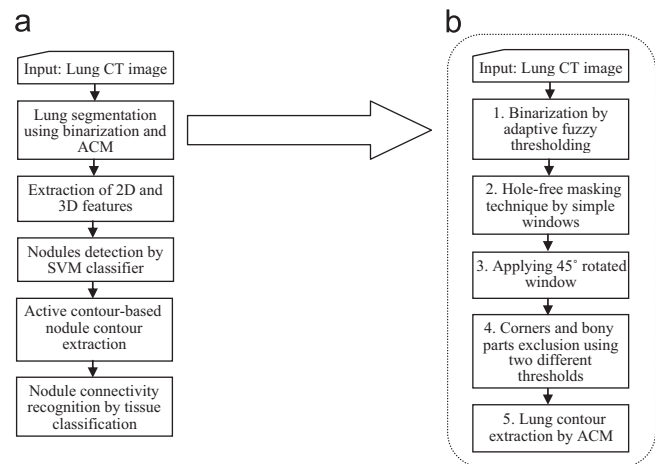 a
Input: Lung CT image
Lung segmentation
using binarization and
ACM
Extraction of 2D and
3D features
Nodules detection by
SVM classifier
Active contour-based
nodule contour
extraction
Nodule connectivity
recognition by tissue
classification
b
Input: Lung CT image
1. Binarization by
adaptive fuzzy
thresholding
2. Hole-free masking
technique by simple
windows
3. Applying 45˚ rotated
window
4. Corners and bony
parts exclusion using
two different
thresholds
5. Lung contour
extraction by ACM